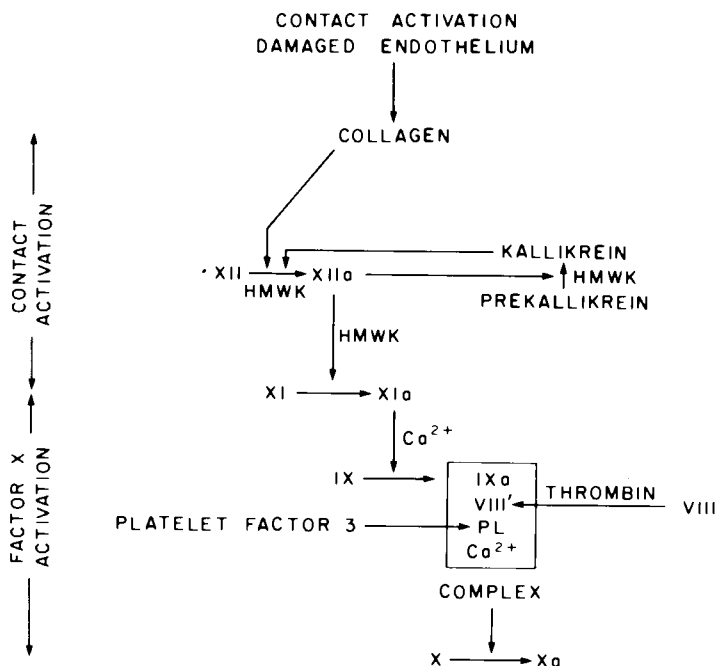 CONTACT ACTIVATION
DAMAGED ENDOTHELIUM
COLLAGEN
CONTACT
ACTIVATION
KALLIKREIN
XII XIIa HMWK
HMWK PREKALLIKREIN
HMWK
XI XIa
Ca²⁺
FACTOR X
ACTIVATION
IX IXa
VIII' THROMBIN VIII
PLATELET FACTOR 3 PL
Ca²⁺
COMPLEX
X Xa